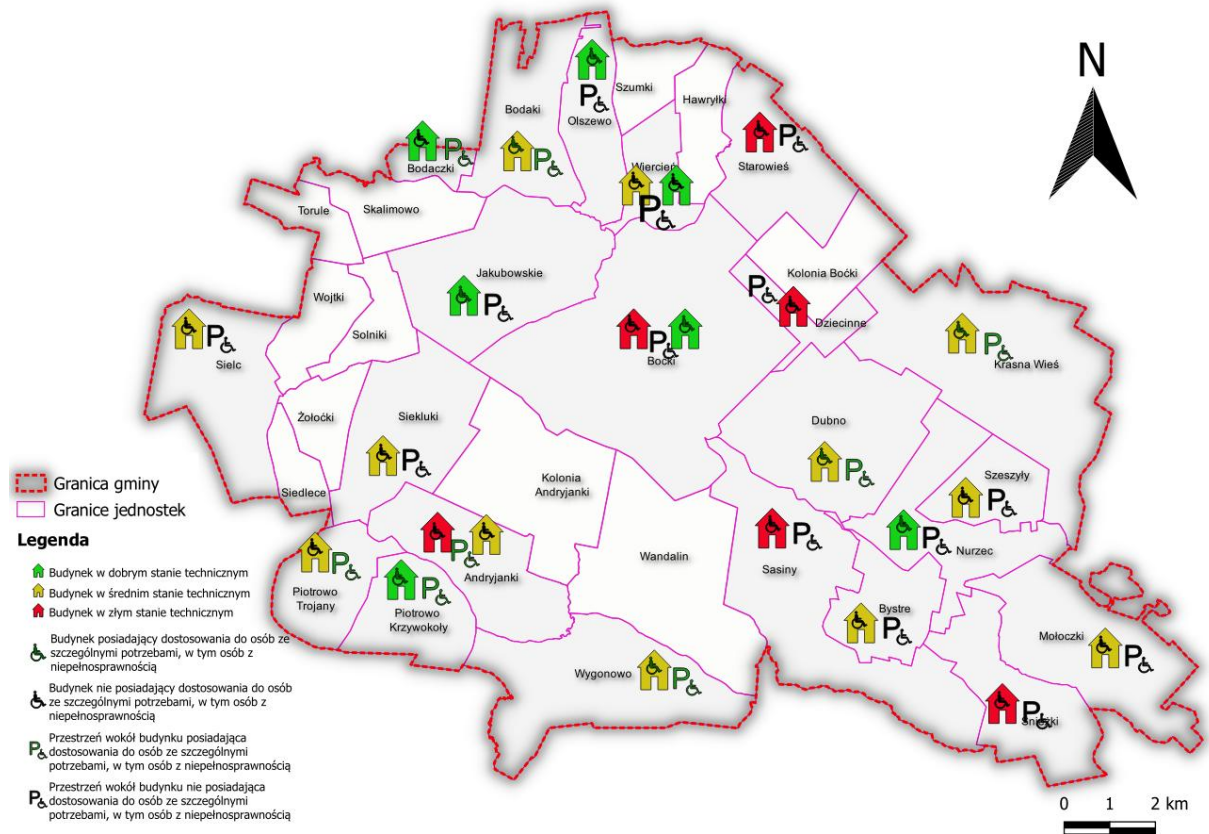 N
Szumki
Hawryłki
Bodaki
Olszewo
P
Starowieś
P
P
Bodaczki
P
Wiercień
P
Torule
Skalimowo
Jakubowskie
P
Kolonia Boćki
P
Dziecinne
Wojtki
Solniki
P
Sielc
P
Boćki
P
Krasna Wieś
Żołoćki
Siekluki
P
Dubno
P
Kolonia
Andryjanki
Szeszyły
P
Siedlece
Granica gminy
Granice jednostek
Legenda
Budynek w dobrym stanie technicznym
Budynek w średnim stanie technicznym
Budynek w złym stanie technicznym
Budynek posiadający dostosowania do osób ze
szczególnymi potrzebami, w tym osób z
niepełnosprawnością
Budynek nie posiadający dostosowania do osób
ze szczególnymi potrzebami, w tym osób z
niepełnosprawnością
P
Przestrzeń wokół budynku posiadająca
dostosowania do osób ze szczególnymi
potrzebami, w tym osób z niepełnosprawnością
P
Przestrzeń wokół budynku nie posiadająca
dostosowania do osób ze szczególnymi
potrzebami, w tym osób z niepełnosprawnością
P
Piotrowo
Trojany
P
Andryjanki
P
Piotrowo
Krzywokoły
Wandalin
P
Sasiny
P
Nurzec
Bystre
P
Mołoczki
P
Wygonowo
P
P
Śnieżki
0 1 2 km